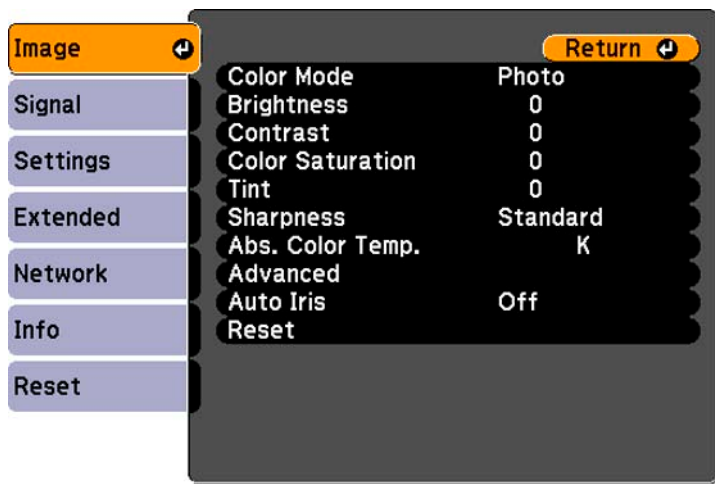 Image
Signal
Settings
Extended
Network
Info
Reset
Return
Color Mode Photo
Brightness 0
Contrast 0
Color Saturation 0
Tint 0
Sharpness Standard
Abs. Color Temp. K
Advanced
Auto Iris Off
Reset